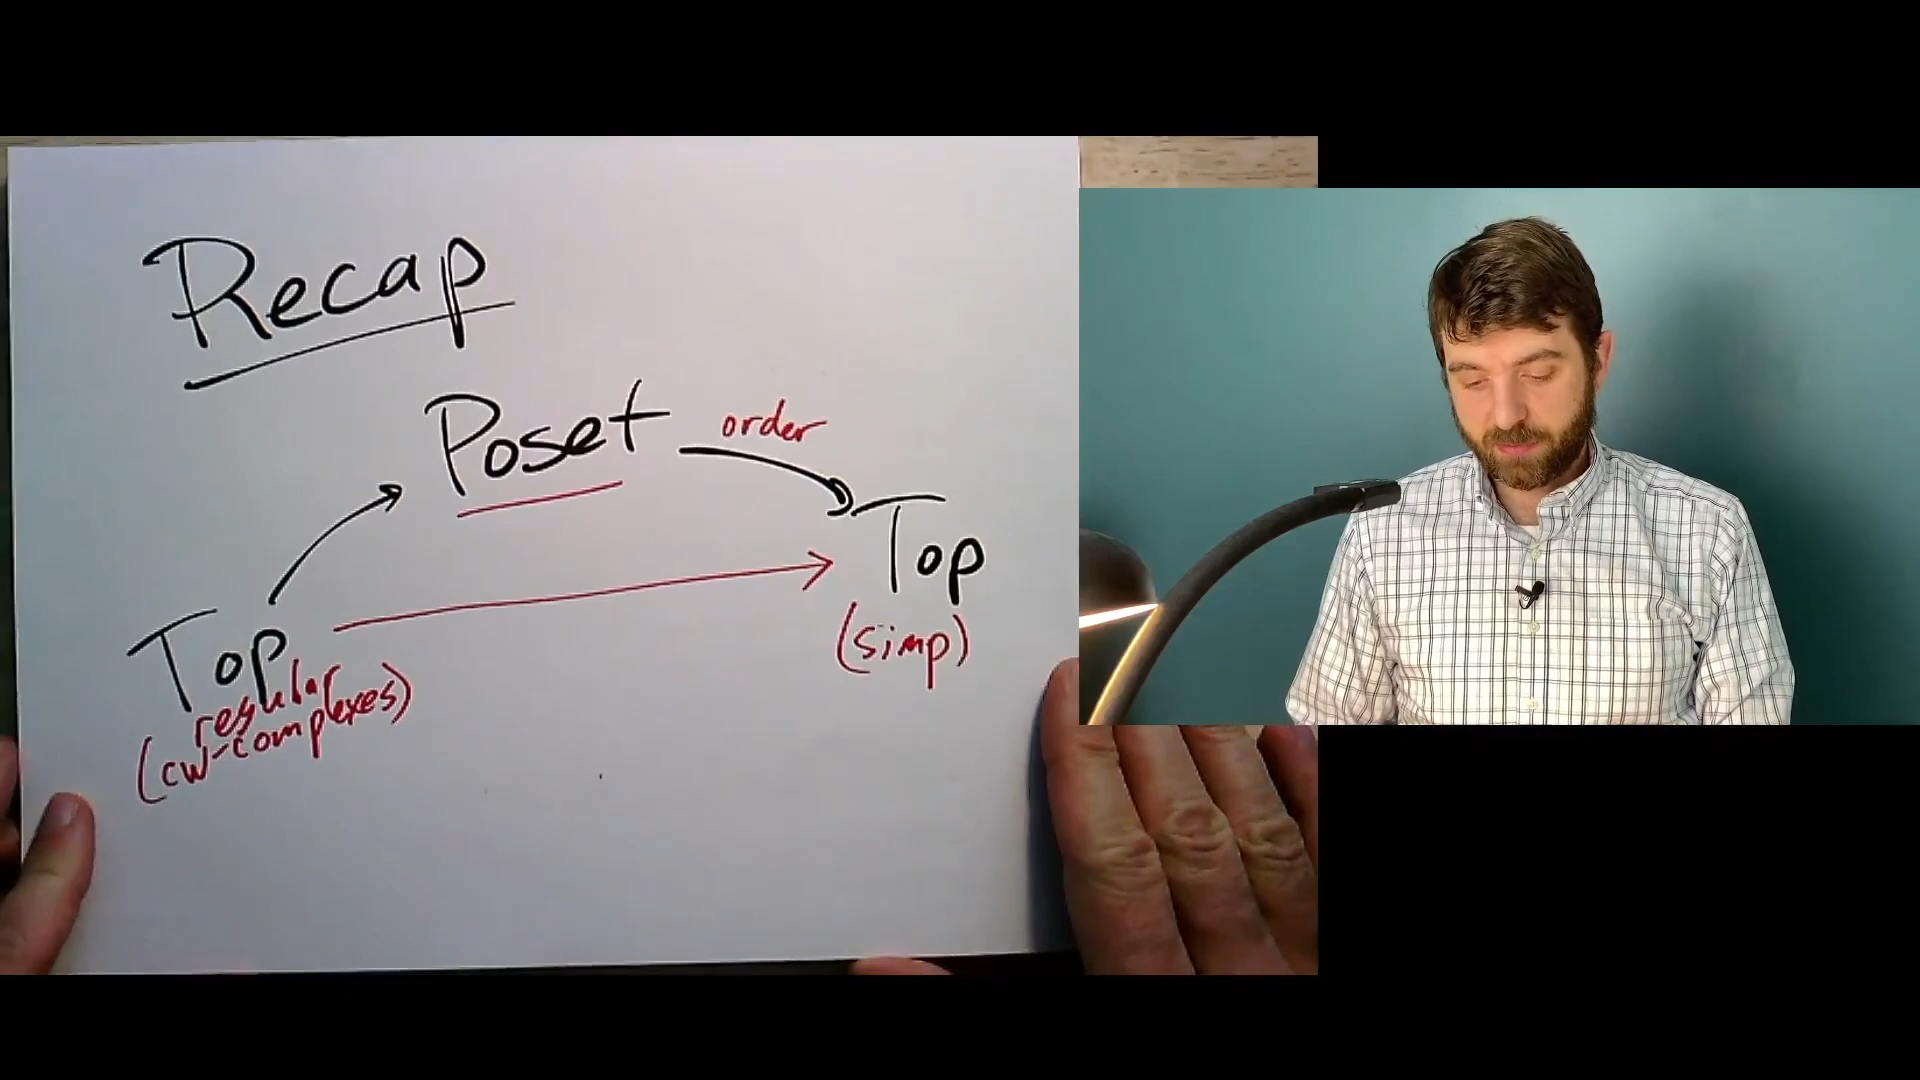 Recap
Poset
order
Top
(simp)
Top
regular
(cw-complexes)